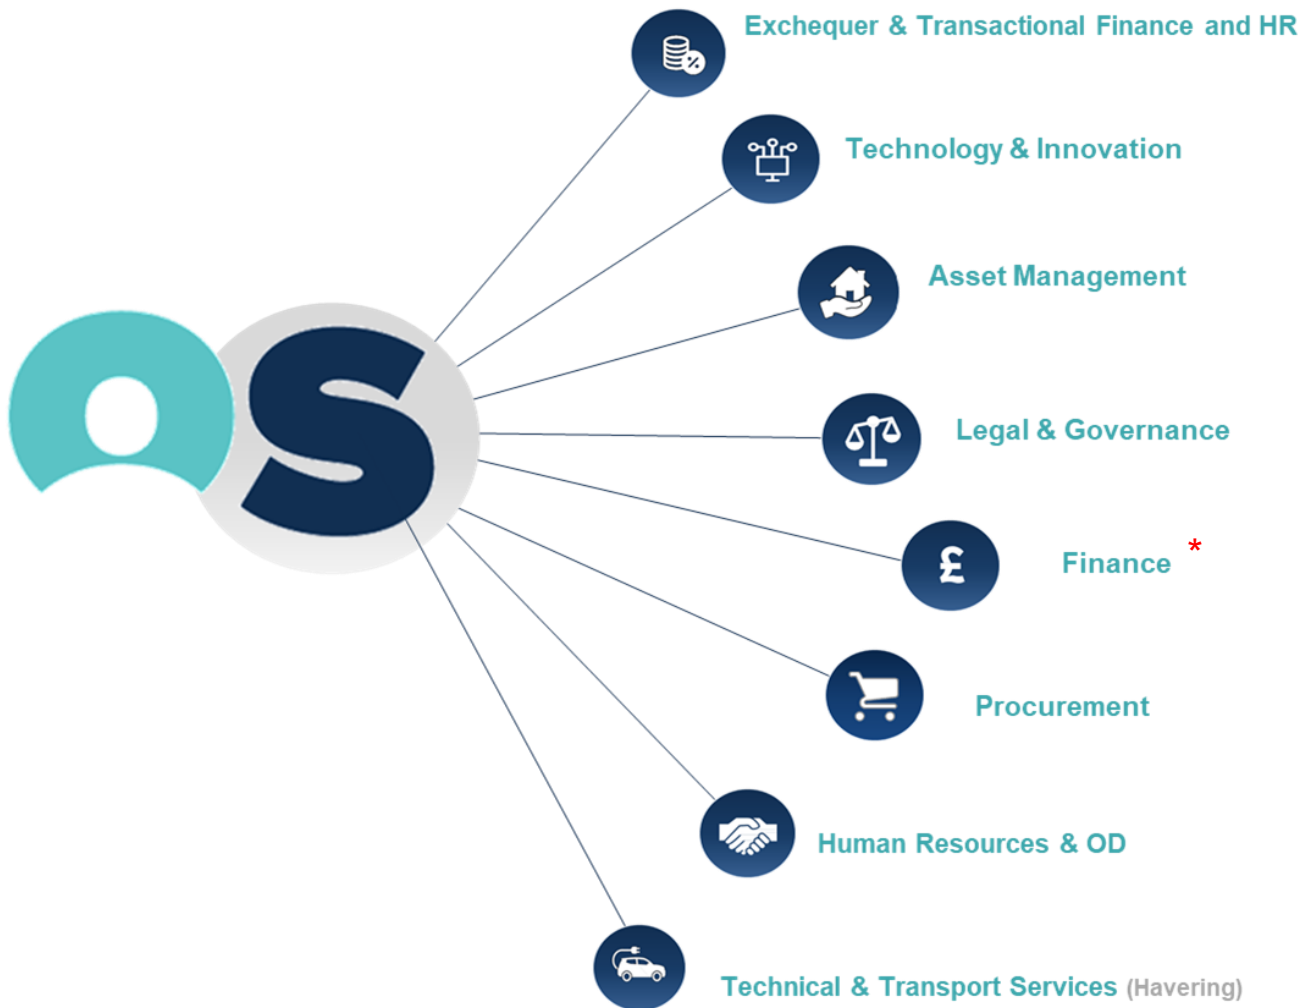 Exchequer & Transactional Finance and HR
Technology & Innovation
Asset Management
OS
Legal & Governance
£
Finance *
Procurement
Human Resources & OD
Technical & Transport Services (Havering)